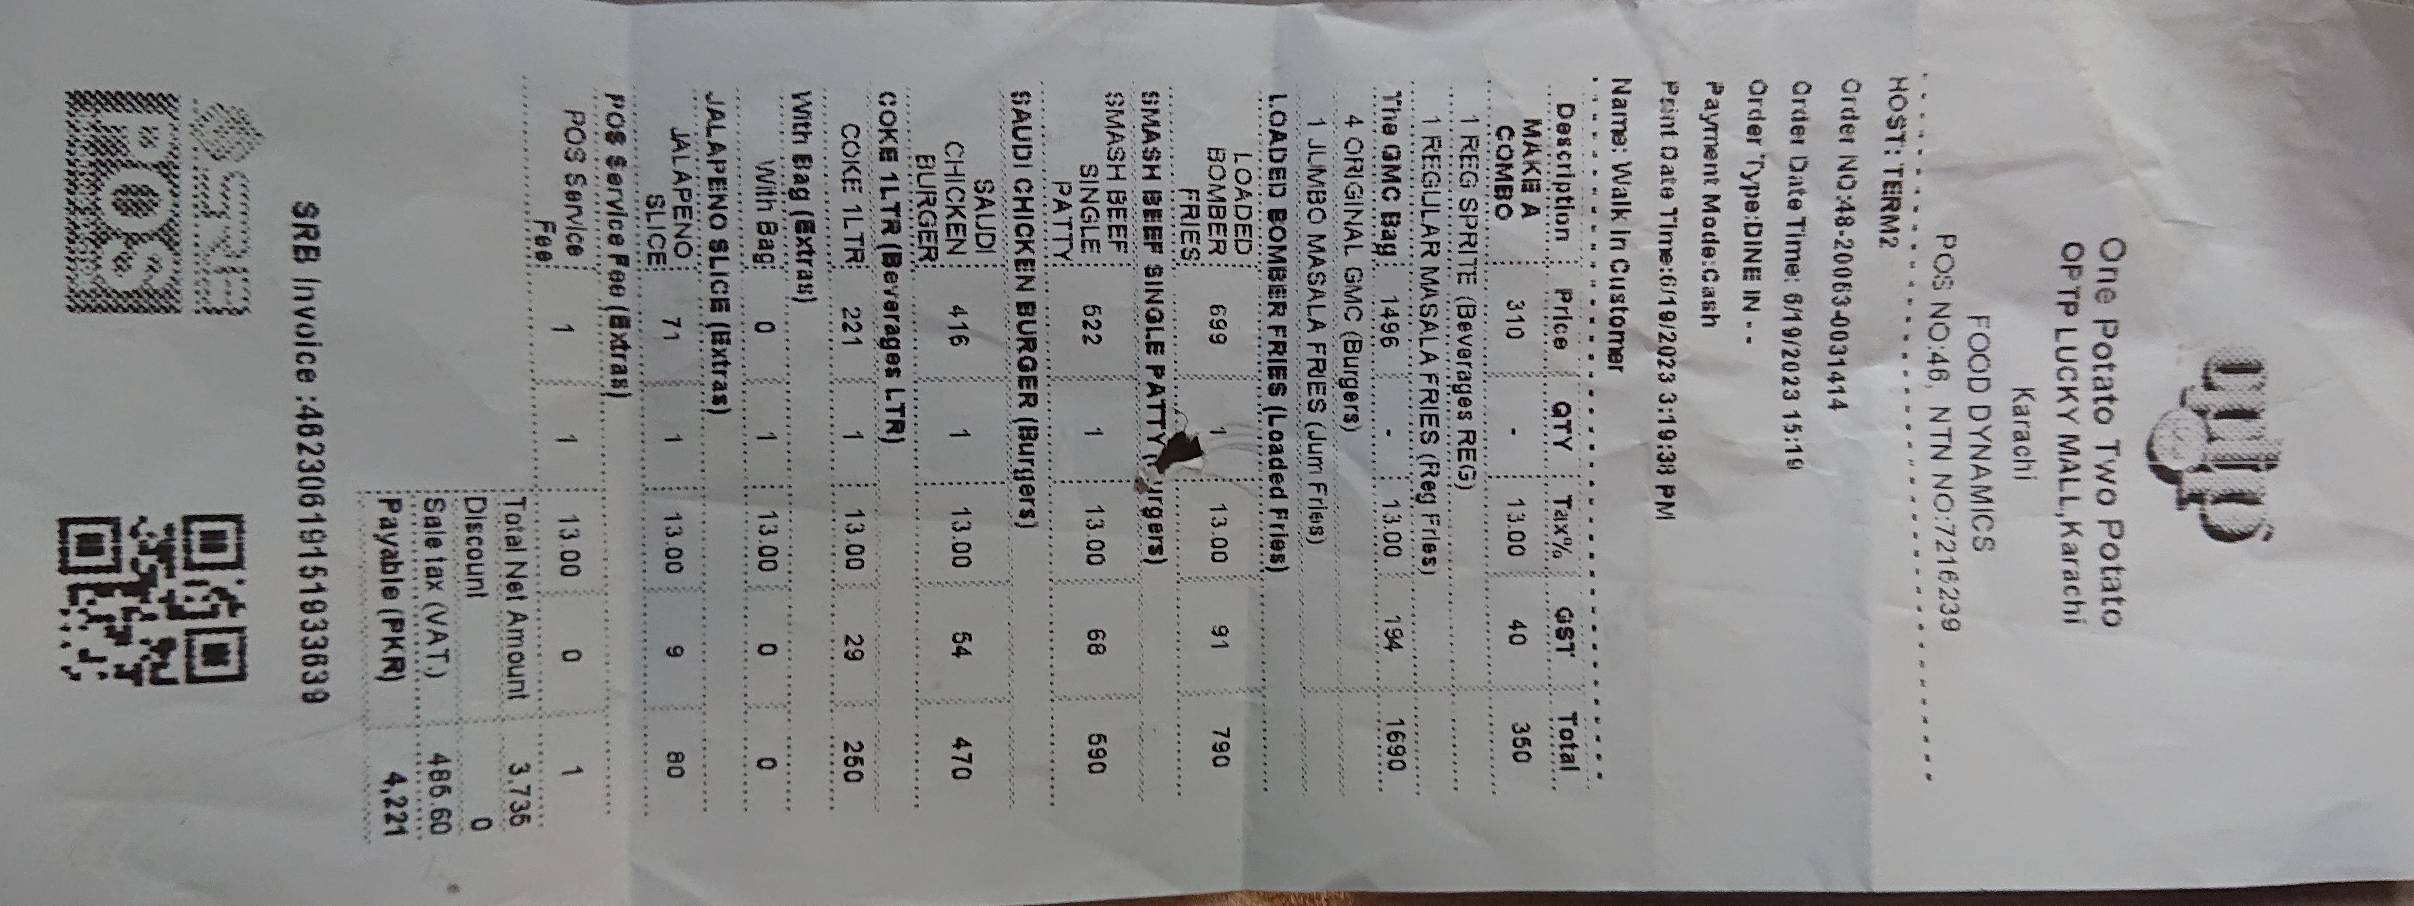 optp
One Potato Two Potato
OPTP LUCKY MALL,Karachi
Karachi
FOOD DYNAMICS
POS NO:46, NTN NO:7216239
HOST: TERM2
Order NO:48-20063-0031414
Order Date Time: 6/19/2023 15:19
Order Type:DINE IN - -
Payment Mode:Cash
Print Date Time:6/19/2023 3:19:38 PM
Name: Walk in Customer
Description Price QTY Tax% GST Total
MAKE A
COMBO 310 - 13.00 40 350
1 REG SPRITE (Beverages REG)
1 REGULAR MASALA FRIES (Reg Fries)
The GMC Bag 1496 - 13.00 194 1690
4 ORIGINAL GMC (Burgers)
1 JUMBO MASALA FRIES (Jum Fries)
LOADED BOMBER FRIES (Loaded Fries)
LOADED
BOMBER 699 1 13.00 91 790
FRIES
SMASH BEEF SINGLE PATTY urgers)
SMASH BEEF
SINGLE 522 1 13.00 68 590
PATTY
SAUDI CHICKEN BURGER (Burgers)
SAUDI
CHICKEN 416 1 13.00 54 470
BURGER
COKE 1LTR (Beverages LTR)
COKE 1LTR 221 1 13.00 29 250
With Bag (Extras)
With Bag 0 1 13.00 0 0
JALAPENO SLICE (Extras)
JALAPENO
SLICE 71 1 13.00 9 80
POS Service Fee (Extras)
POS Service
Fee 1 1 13.00 0 1
Total Net Amount 3,735
Discount 0
Sale tax (VAT.) 485.60
Payable (PKR) 4,221
SRB Invoice :4623061915193
SRB
POS